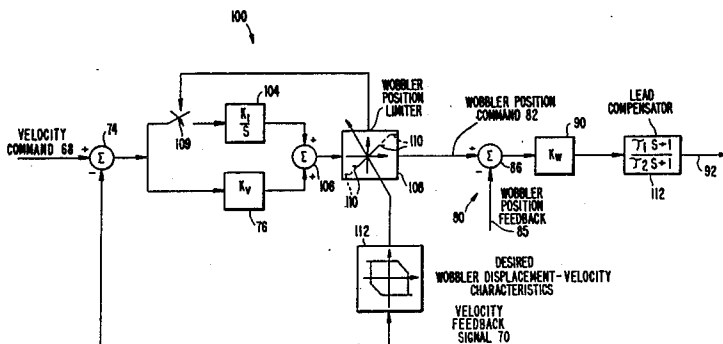 100
WOBBLER
POSITION
LIMITER
104
K_I
S
109
VELOCITY
COMMAND 68
+
-
74
Σ
K_V
76
+
+
Σ
106
110
110
108
WOBBLER POSITION
COMMAND 82
+
-
Σ
86
80
WOBBLER
POSITION
FEEDBACK
85
90
K_W
LEAD
COMPENSATOR
τ1 S+1
τ2 S+1
112
92
112
DESIRED
WOBBLER DISPLACEMENT-VELOCITY
CHARACTERISTICS
VELOCITY
FEEDBACK
SIGNAL 70